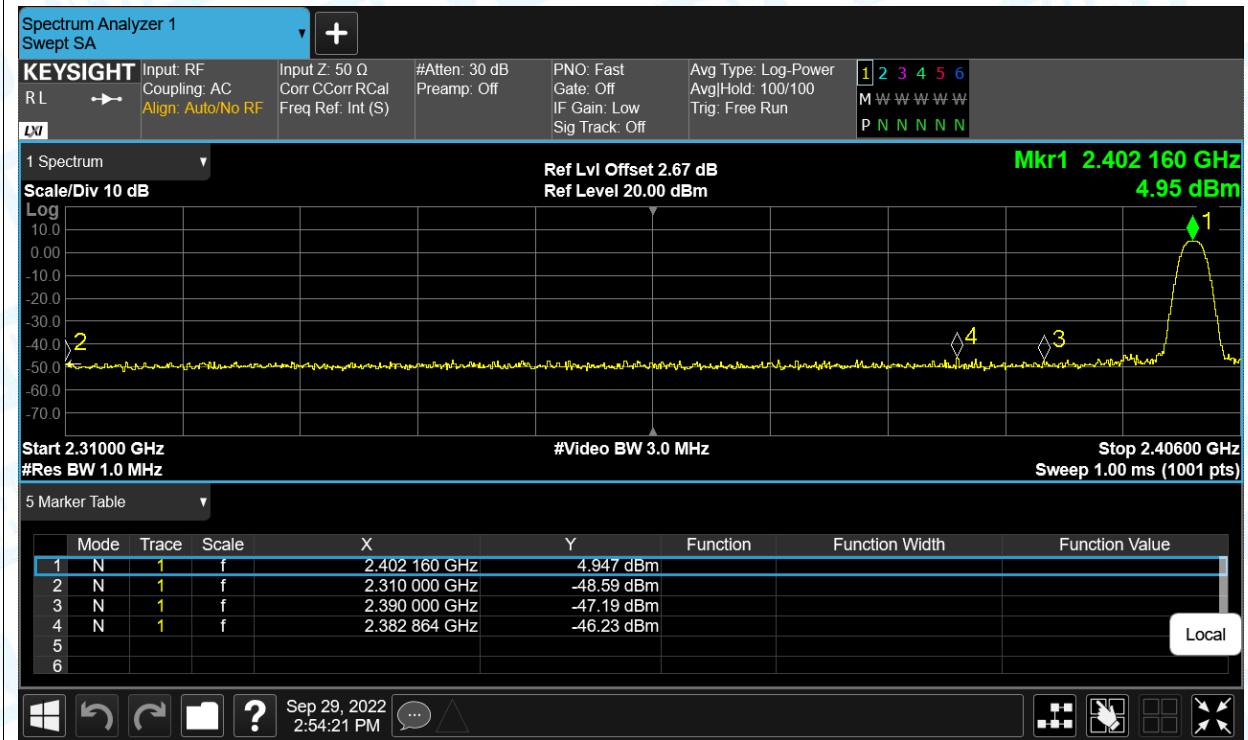 Spectrum Analyzer 1
Swept SA
KEYSIGHT
R L
LXI
Input: RF
Coupling: AC
Align: Auto/No RF
Input Z: 50 Ω
Corr CCorr RCal
Freq Ref: Int (S)
#Atten: 30 dB
Preamp: Off
PNO: Fast
Gate: Off
IF Gain: Low
Sig Track: Off
Avg Type: Log-Power
Avg|Hold: 100/100
Trig: Free Run
1 2 3 4 5 6
M W W W W W W
P N N N N N N
1 Spectrum
Scale/Div 10 dB
Ref Lvl Offset 2.67 dB
Ref Level 20.00 dBm
Mkr1 2.402 160 GHz
4.95 dBm
Log
10.0
0.00
-10.0
-20.0
-30.0
-40.0
-50.0
-60.0
-70.0
1
2
4
3
Start 2.31000 GHz
#Video BW 3.0 MHz
Stop 2.40600 GHz
#Res BW 1.0 MHz
Sweep 1.00 ms (1001 pts)
5 Marker Table
Mode Trace Scale X Y Function Function Width Function Value
1 N 1 f 2.402 160 GHz 4.947 dBm
2 N 1 f 2.310 000 GHz -48.59 dBm
3 N 1 f 2.390 000 GHz -47.19 dBm
4 N 1 f 2.382 864 GHz -46.23 dBm
5
6
Local
?
Sep 29, 2022
2:54:21 PM